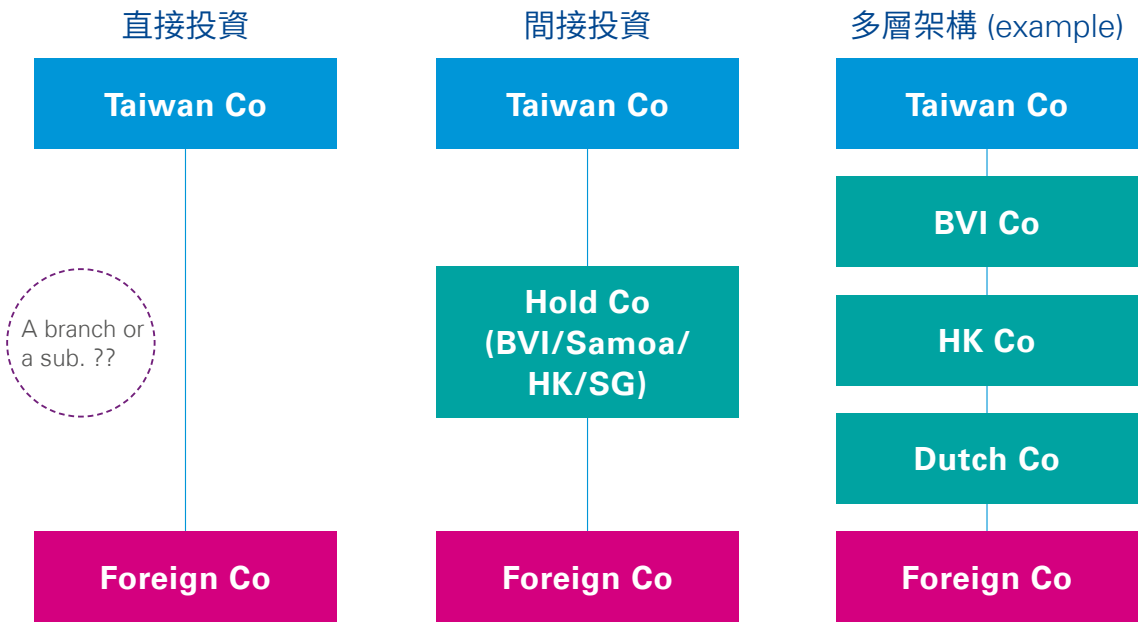 直接投資
Taiwan Co
A branch or
a sub. ??
Foreign Co
間接投資
Taiwan Co
Hold Co
(BVI/Samoa/
HK/SG)
Foreign Co
多層架構 (example)
Taiwan Co
BVI Co
HK Co
Dutch Co
Foreign Co